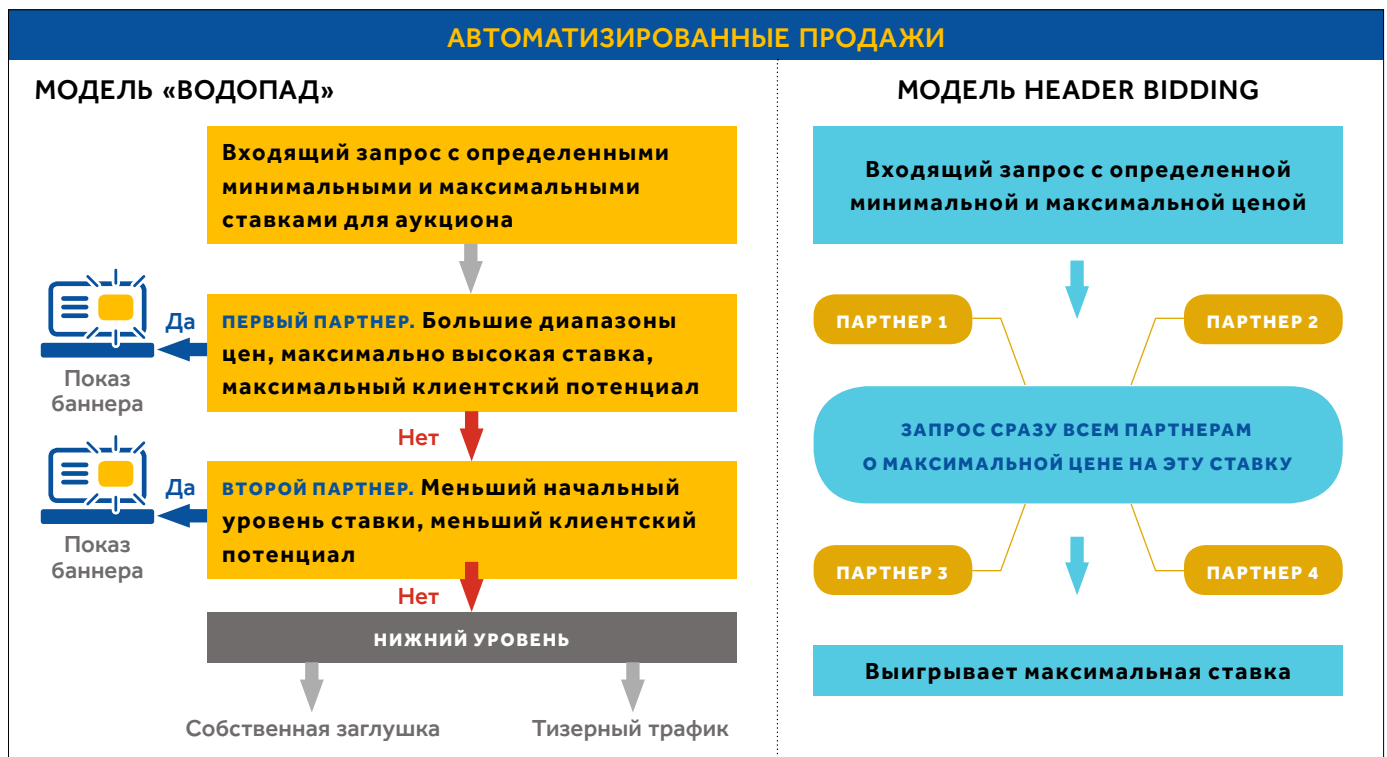 АВТОМАТИЗИРОВАННЫЕ ПРОДАЖИ
МОДЕЛЬ «ВОДОПАД»
Входящий запрос с определенными
минимальными и максимальными
ставками для аукциона
Да
Показ
баннера
ПЕРВЫЙ ПАРТНЕР. Большие диапазоны
цен, максимально высокая ставка,
максимальный клиентский потенциал
Нет
Да
Показ
баннера
ВТОРОЙ ПАРТНЕР. Меньший начальный
уровень ставки, меньший клиентский
потенциал
Нет
НИЖНИЙ УРОВЕНЬ
Собственная заглушка
Тизерный трафик
МОДЕЛЬ HEADER BIDDING
Входящий запрос с определенной
минимальной и максимальной ценой
ПАРТНЕР 1
ПАРТНЕР 2
ЗАПРОС СРАЗУ ВСЕМ ПАРТНЕРАМ
О МАКСИМАЛЬНОЙ ЦЕНЕ НА ЭТУ СТАВКУ
ПАРТНЕР 3
ПАРТНЕР 4
Выигрывает максимальная ставка